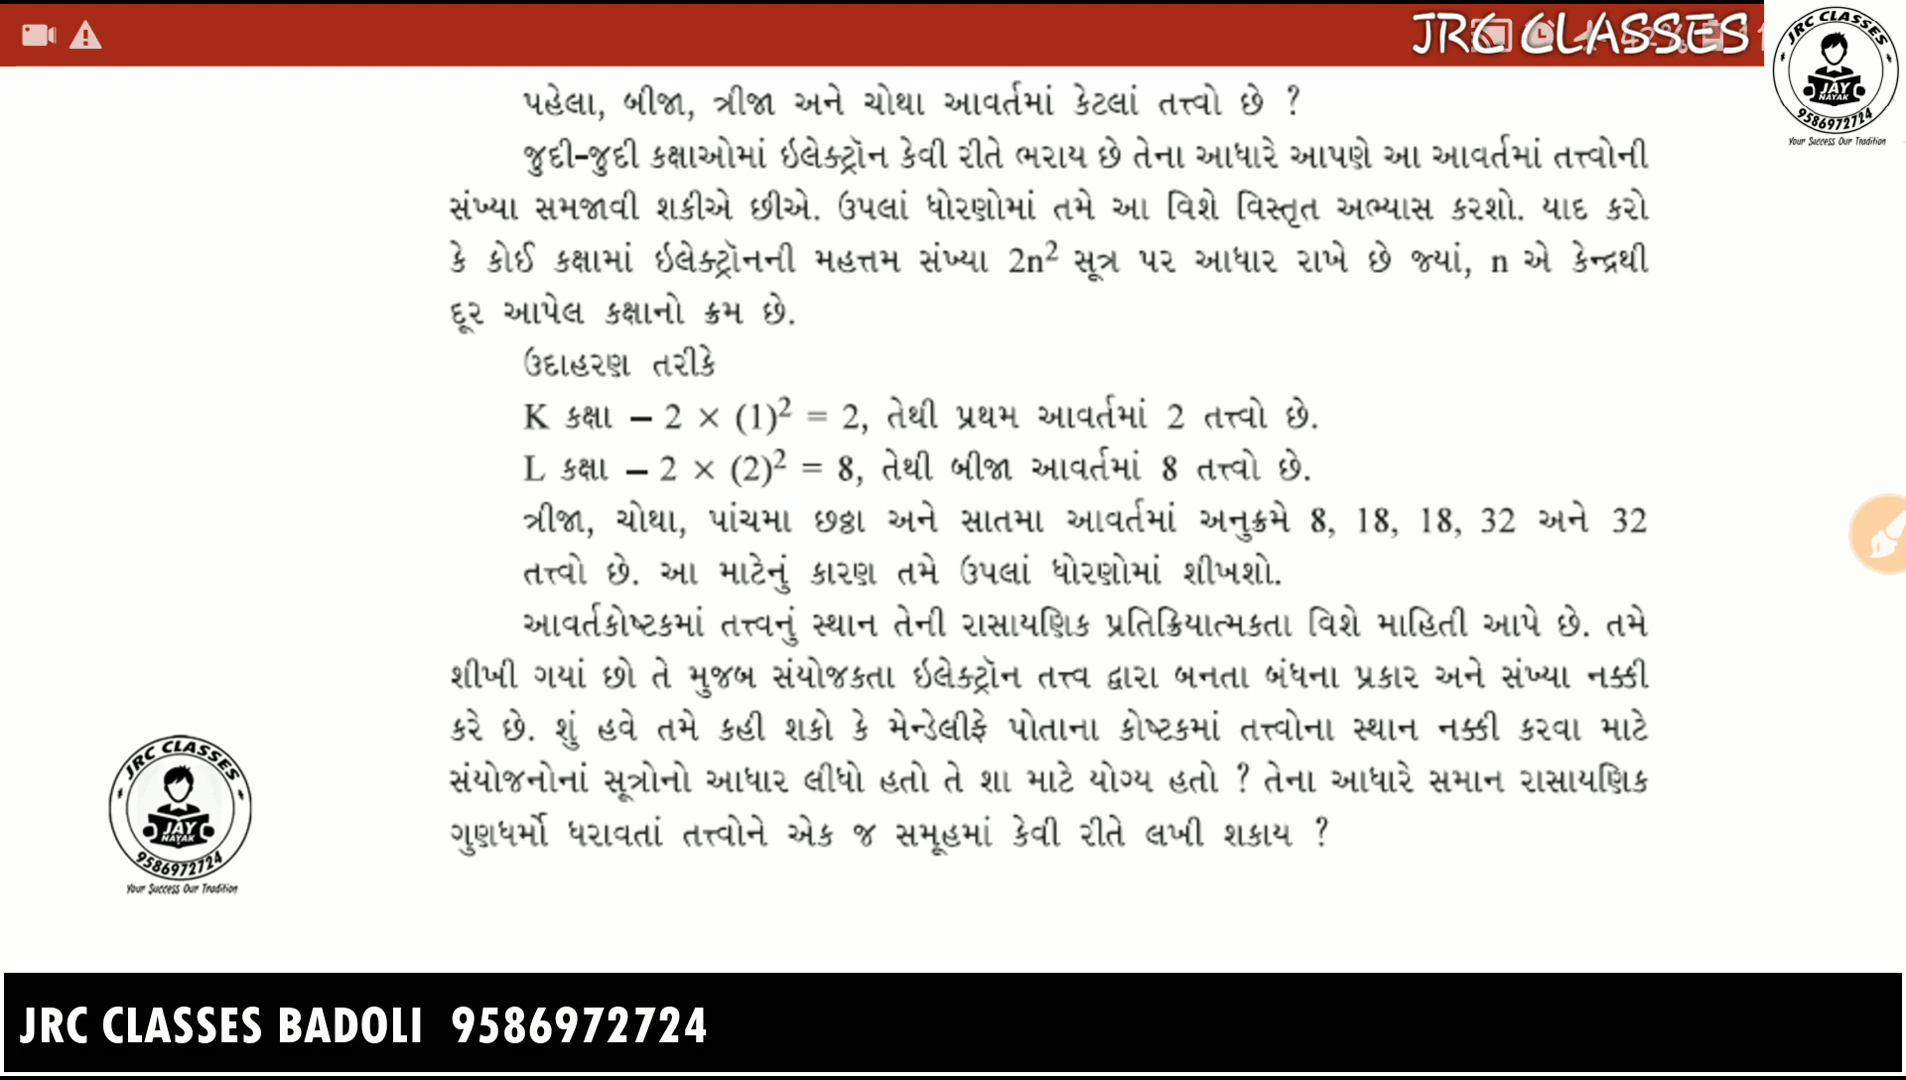 JRC CLASSES
JRC CLASSES
JAY
NAYAK
9586972724
Your Success Our Tradition
પહેલા, બીજા, ત્રીજા અને ચોથા આવર્તમાં કેટલાં તત્ત્વો છે ?
જુદી-જુદી કક્ષાઓમાં ઇલેક્ટ્રૉન કેવી રીતે ભરાય છે તેના આધારે આપણે આ આવર્તમાં તત્ત્વોની
સંખ્યા સમજાવી શકીએ છીએ. ઉપલાં ધોરણોમાં તમે આ વિશે વિસ્તૃત અભ્યાસ કરશો. યાદ કરો
કે કોઈ કક્ષામાં ઇલેક્ટ્રૉનની મહત્તમ સંખ્યા 2n² સૂત્ર પર આધાર રાખે છે જ્યાં, n એ કેન્દ્રથી
દૂર આપેલ કક્ષાનો ક્રમ છે.
ઉદાહરણ તરીકે
K કક્ષા – 2 × (1)² = 2, તેથી પ્રથમ આવર્તમાં 2 તત્ત્વો છે.
L કક્ષા – 2 × (2)² = 8, તેથી બીજા આવર્તમાં 8 તત્ત્વો છે.
ત્રીજા, ચોથા, પાંચમા છઠ્ઠા અને સાતમા આવર્તમાં અનુક્રમે 8, 18, 18, 32 અને 32
તત્ત્વો છે. આ માટેનું કારણ તમે ઉપલાં ધોરણોમાં શીખશો.
આવર્તકોષ્ટકમાં તત્ત્વનું સ્થાન તેની રાસાયણિક પ્રતિક્રિયાત્મકતા વિશે માહિતી આપે છે. તમે
શીખી ગયાં છો તે મુજબ સંયોજકતા ઇલેક્ટ્રૉન તત્ત્વ દ્વારા બનતા બંધના પ્રકાર અને સંખ્યા નક્કી
કરે છે. શું હવે તમે કહી શકો કે મેન્ડેલીફે પોતાના કોષ્ટકમાં તત્ત્વોના સ્થાન નક્કી કરવા માટે
સંયોજનોનાં સૂત્રોનો આધાર લીધો હતો તે શા માટે યોગ્ય હતો ? તેના આધારે સમાન રાસાયણિક
ગુણધર્મો ધરાવતાં તત્ત્વોને એક જ સમૂહમાં કેવી રીતે લખી શકાય ?
JRC CLASSES
JAY
NAYAK
9586972724
Your Success Our Tradition
JRC CLASSES BADOLI 9586972724